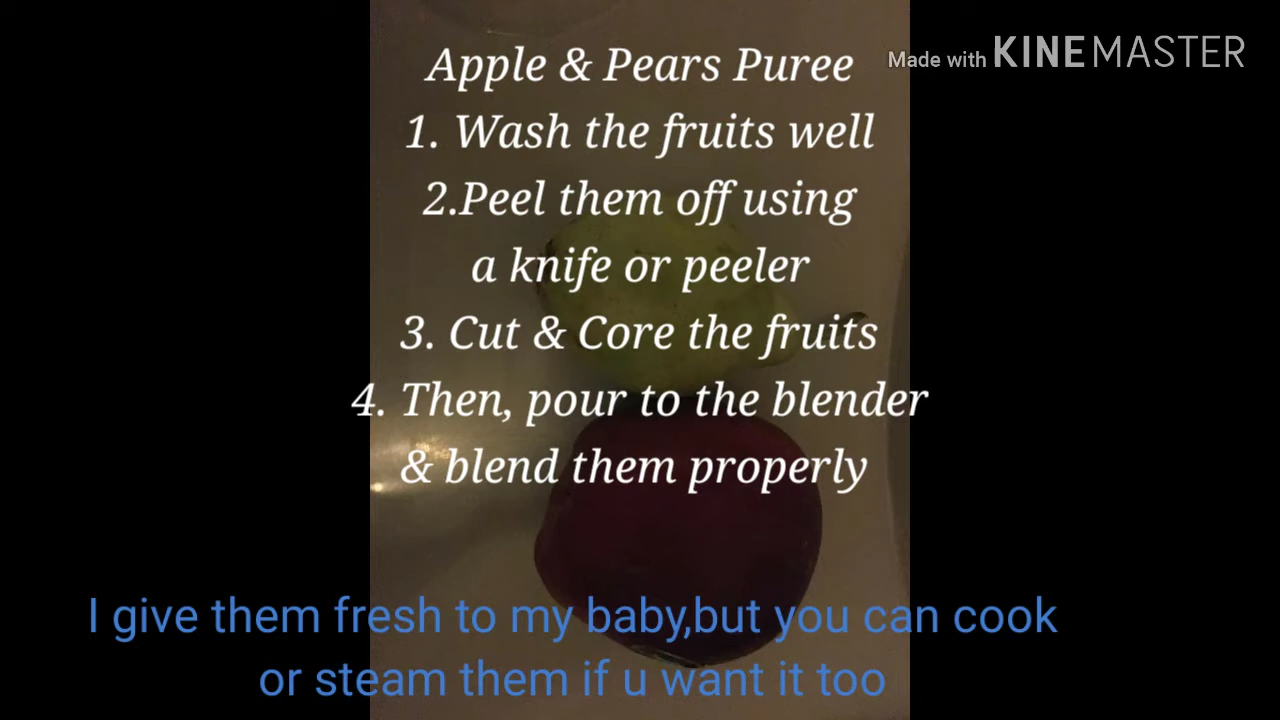 Apple & Pears Puree
Made with KINEMASTER
1. Wash the fruits well
2.Peel them off using
a knife or peeler
3. Cut & Core the fruits
4. Then, pour to the blender
& blend them properly
I give them fresh to my baby,but you can cook
or steam them if u want it too